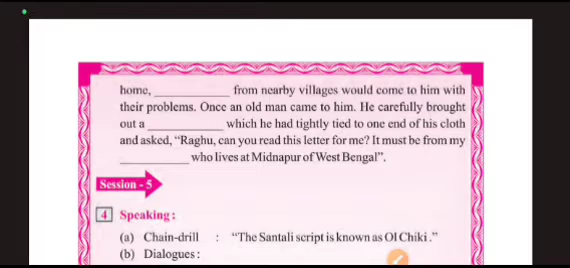 home, ____________ from nearby villages would come to him with
their problems. Once an old man came to him. He carefully brought
out a ____________ which he had tightly tied to one end of his cloth
and asked, “Raghu, can you read this letter for me? It must be from my
____________ who lives at Midnapur of West Bengal”.
Session - 5
4 Speaking :
(a) Chain-drill : “The Santali script is known as Ol Chiki .”
(b) Dialogues :